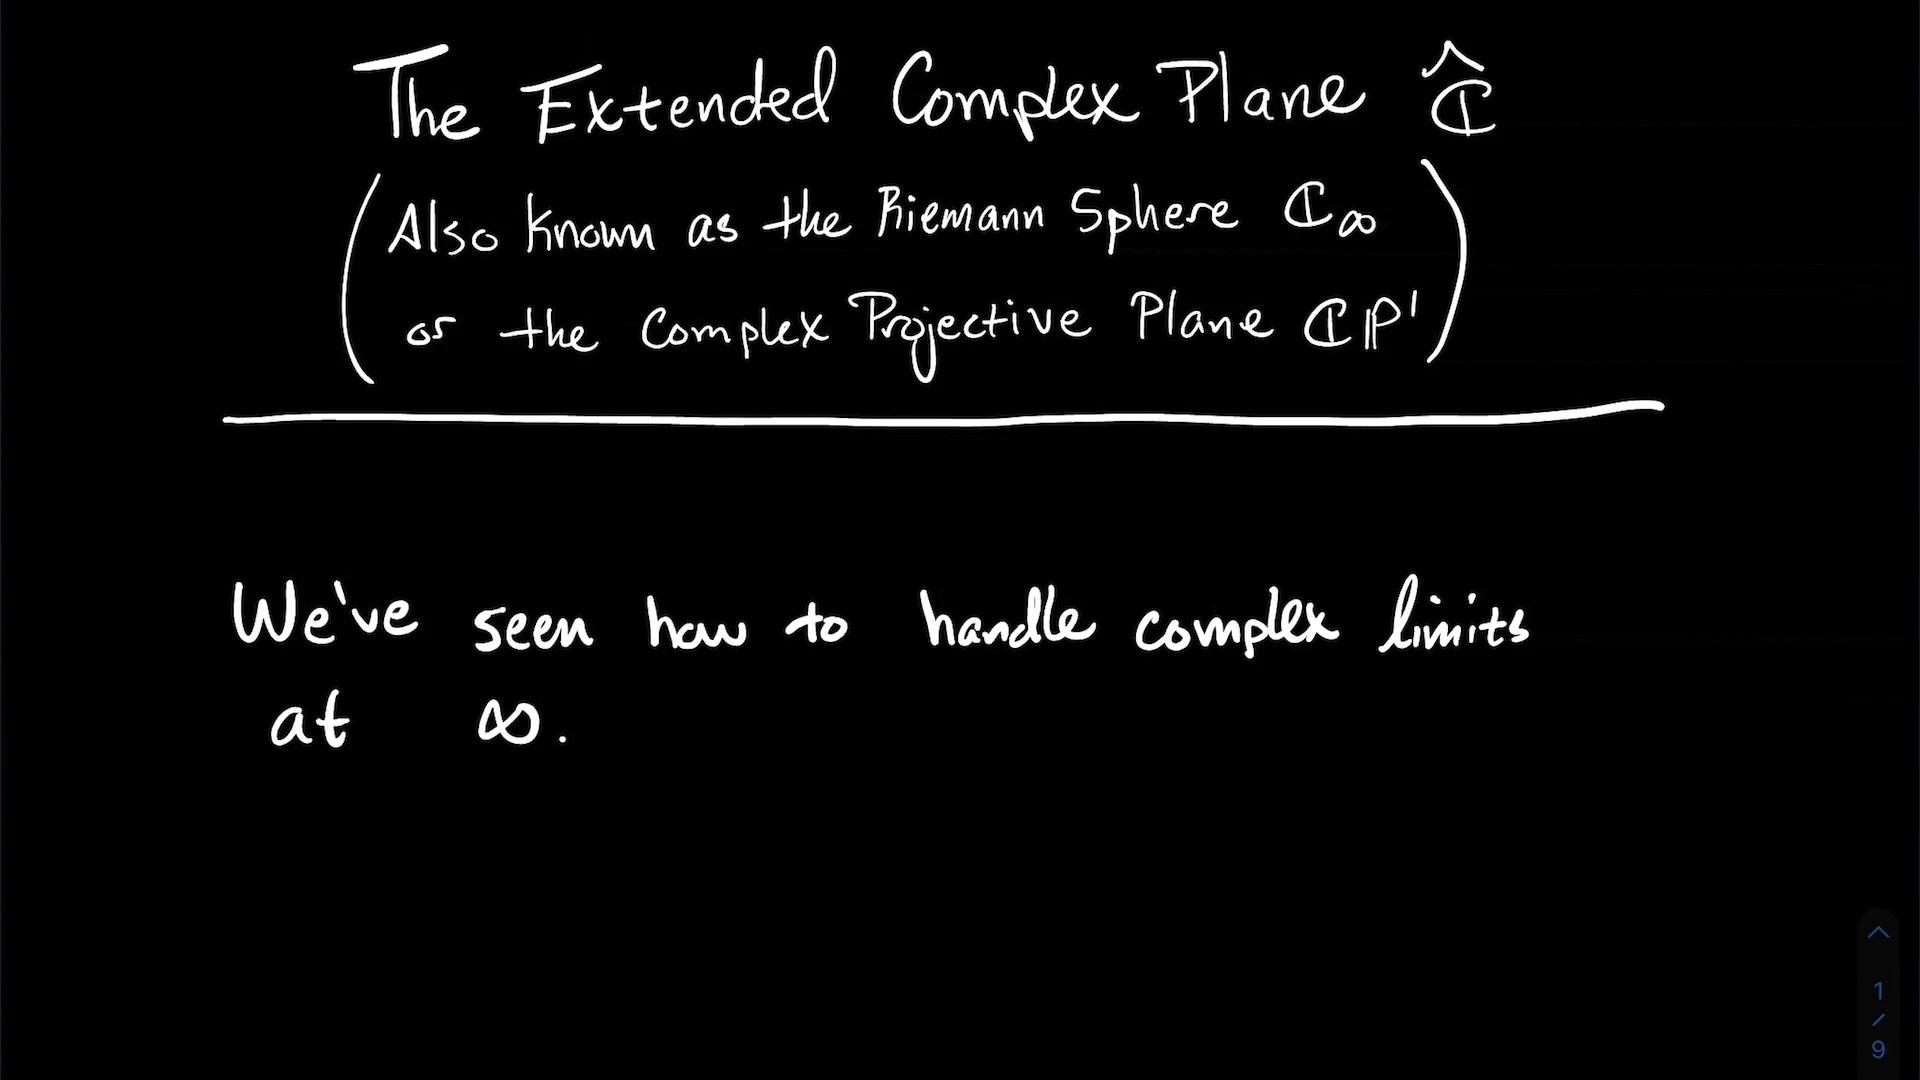 The Extended Complex Plane Ĉ
(Also known as the Riemann Sphere ℂ∞
or the Complex Projective Plane ℂℙ¹)
We've seen how to handle complex limits
at ∞.
1
/
9